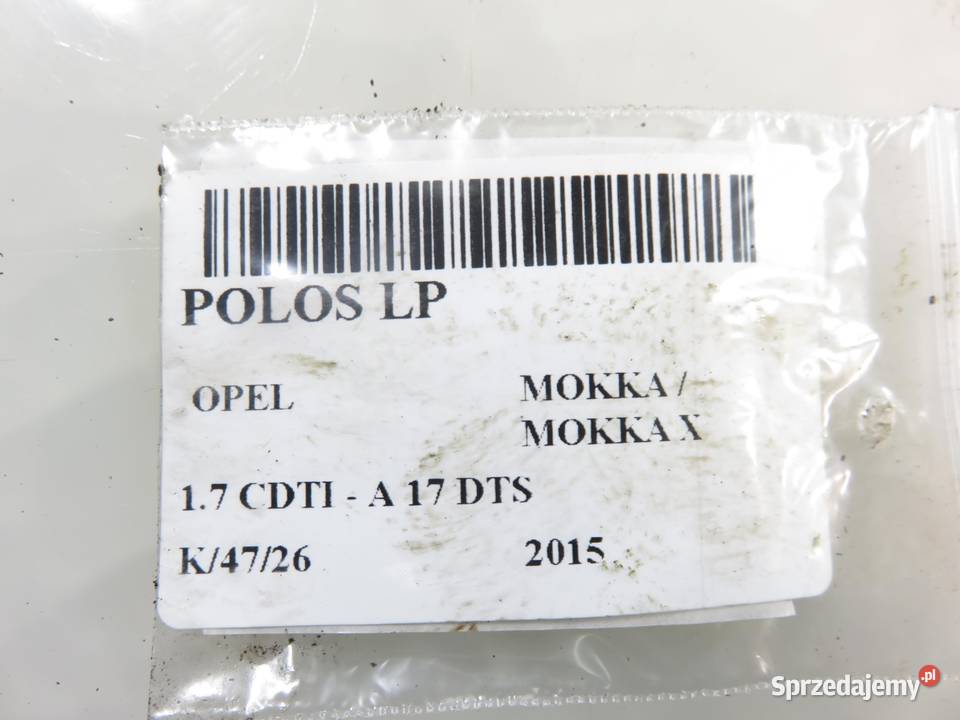 POLOS LP
OPEL MOKKA /
MOKKA X
1.7 CDTI - A 17 DTS
K/47/26 2015
Sprzedajemy.pl